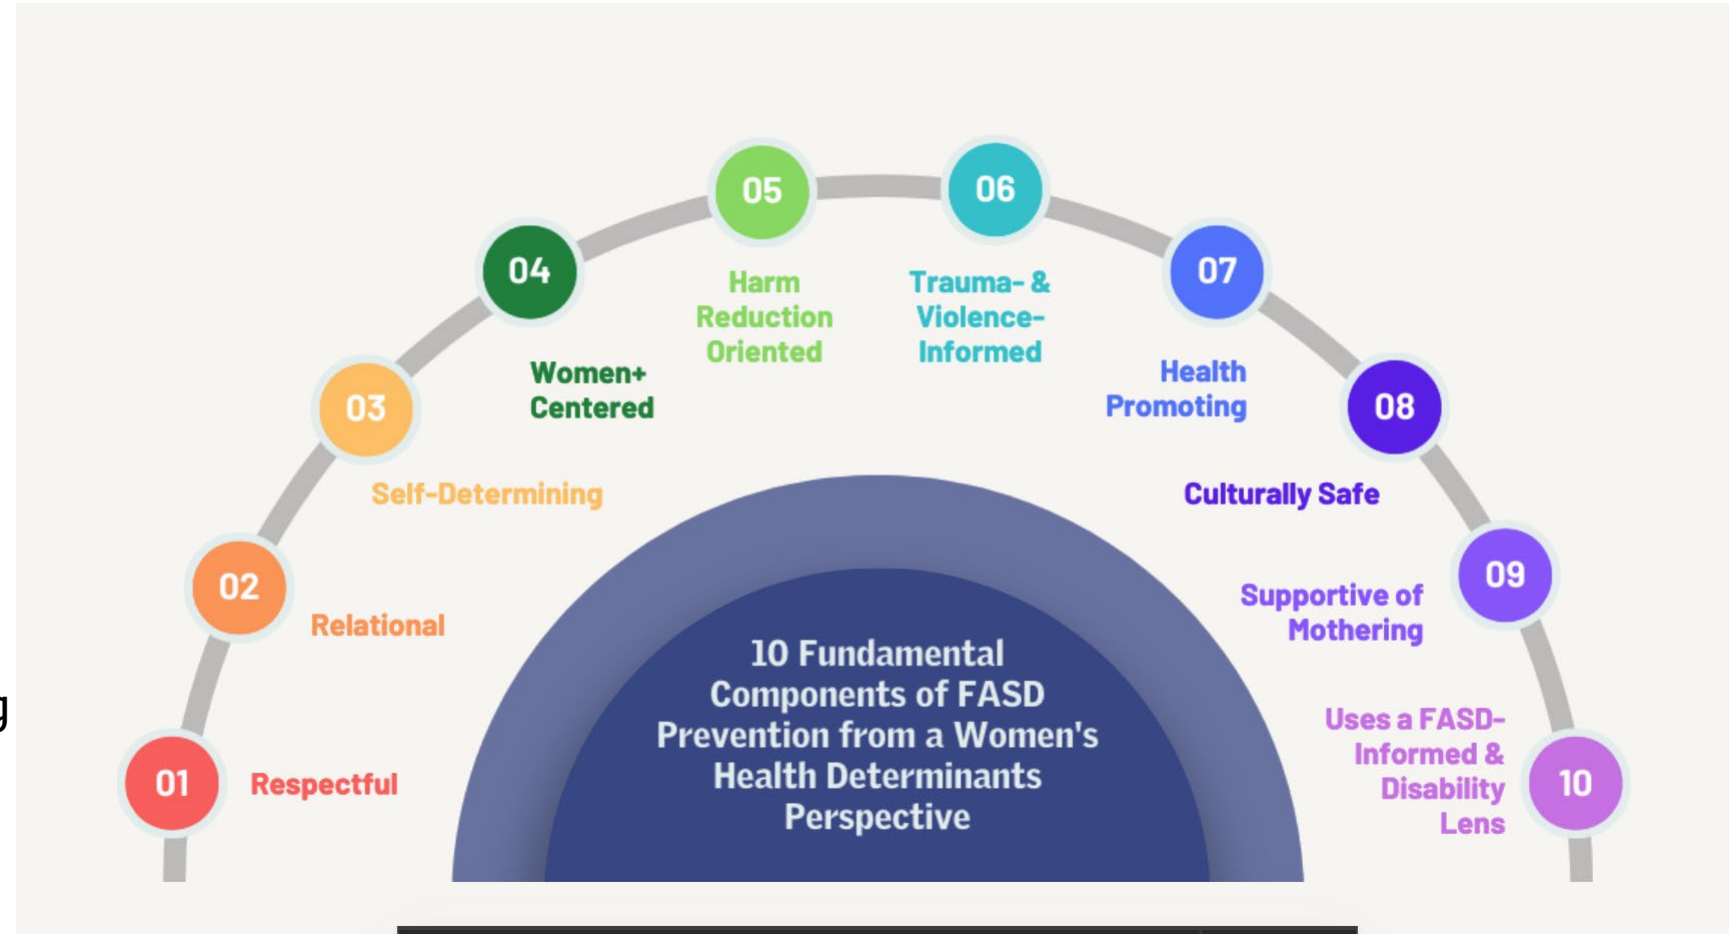 01
Respectful
02
Relational
03
Self-Determining
04
Women+
Centered
05
Harm
Reduction
Oriented
06
Trauma- &
Violence-
Informed
07
Health
Promoting
08
Culturally Safe
09
Supportive of
Mothering
10
Uses a FASD-
Informed &
Disability
Lens
10 Fundamental
Components of FASD
Prevention from a Women's
Health Determinants
Perspective
g